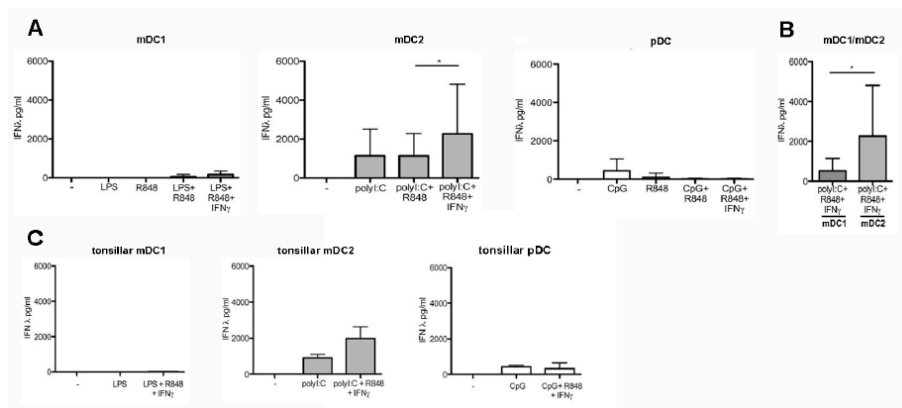 A
B
mDC1
mDC2
pDC
mDC1/mDC2
6000
4000
2000
0
IFNλ pg/ml
-
LPS
R848
LPS+
R848
LPS+
R848+
IFNγ
6000
4000
2000
0
IFNλ pg/ml
*
-
polyI:C
polyI:C+
R848
polyI:C+
R848+
IFNγ
6000
4000
2000
0
IFNλ pg/ml
-
CpG
R848
CpG+
R848
CpG+
R848+
IFNγ
6000
4000
2000
0
IFNλ pg/ml
*
polyI:C+
R848+
IFNγ
mDC1
polyI:C+
R848+
IFNγ
mDC2
C
tonsillar mDC1
tonsillar mDC2
tonsillar pDC
6000
4000
2000
0
IFN λ pg/ml
-
LPS
LPS + R848
+ IFNγ
6000
4000
2000
0
IFN λ pg/ml
-
polyI:C
polyI:C + R848
+ IFNγ
6000
4000
2000
0
IFN λ pg/ml
-
CpG
CpG+ R848
+ IFNγ